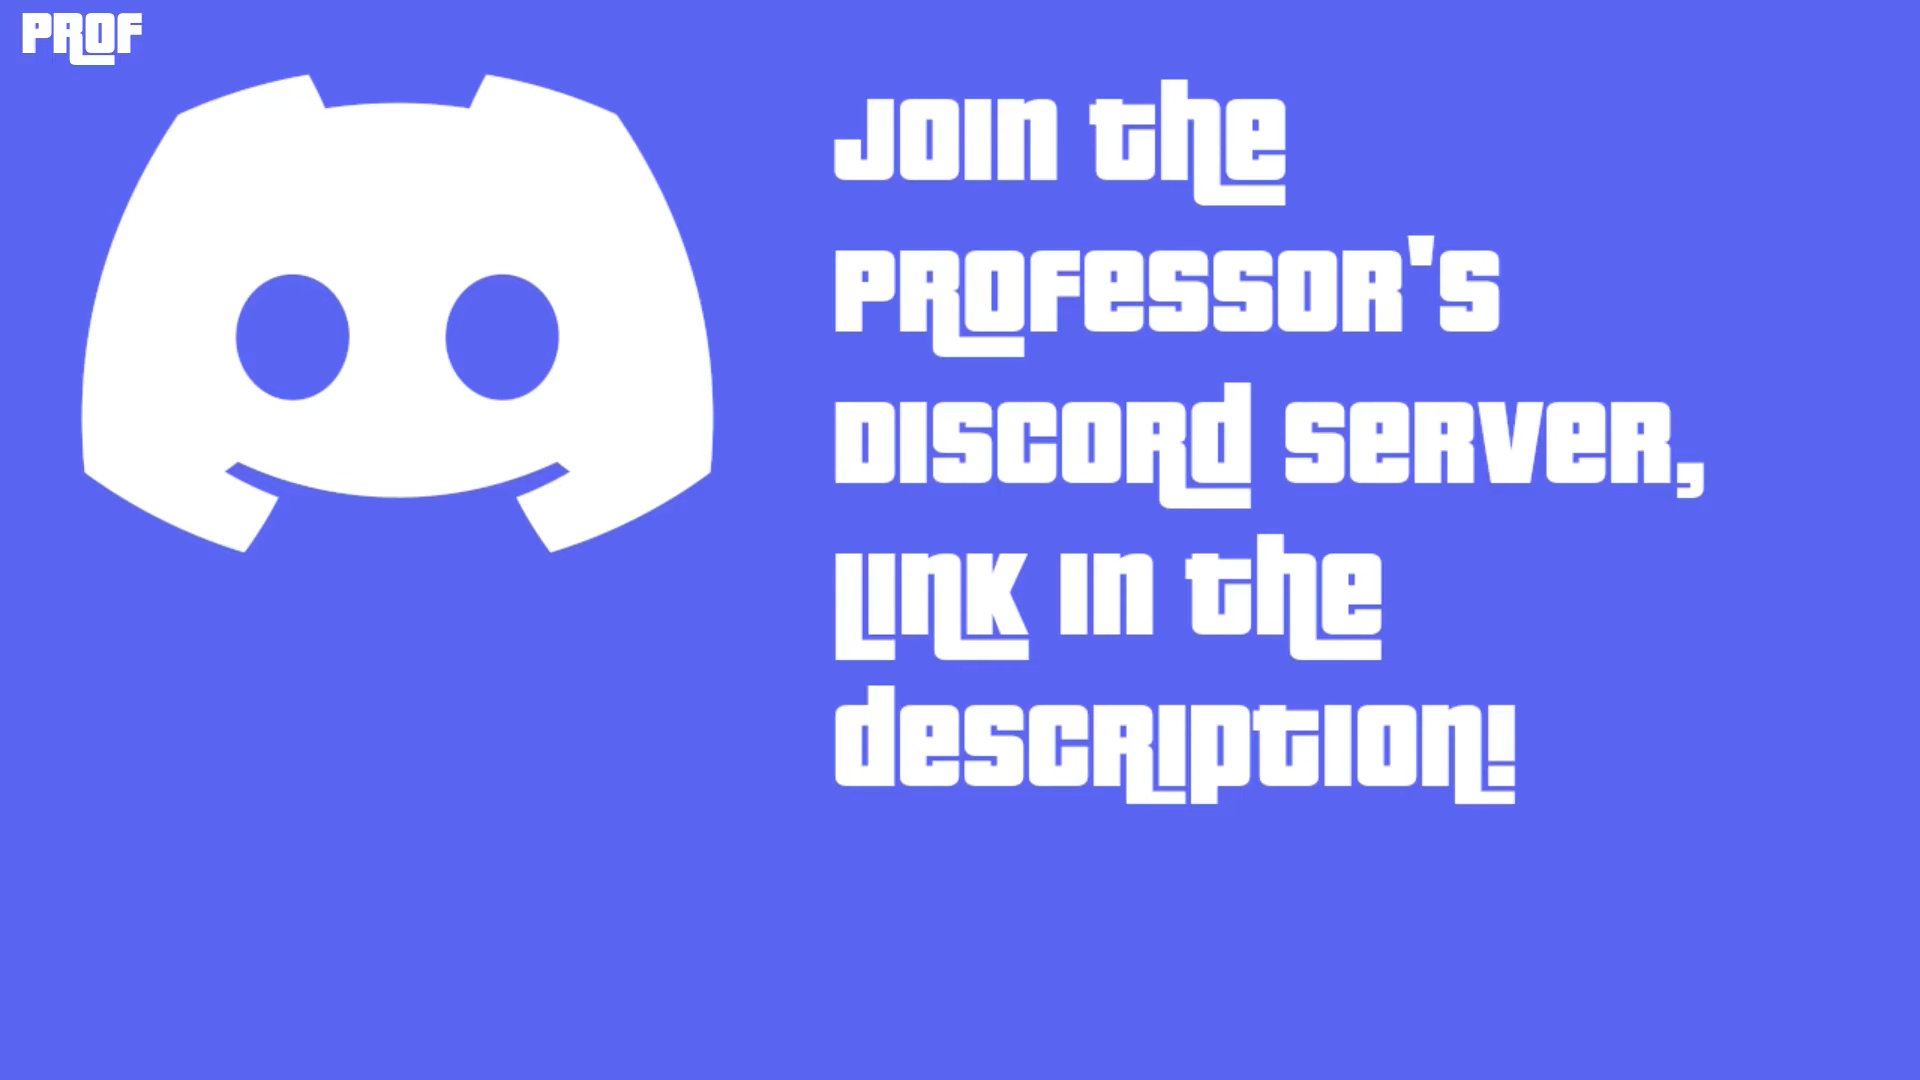 PROF
Join the
Professor's
Discord server,
Link in the
description!